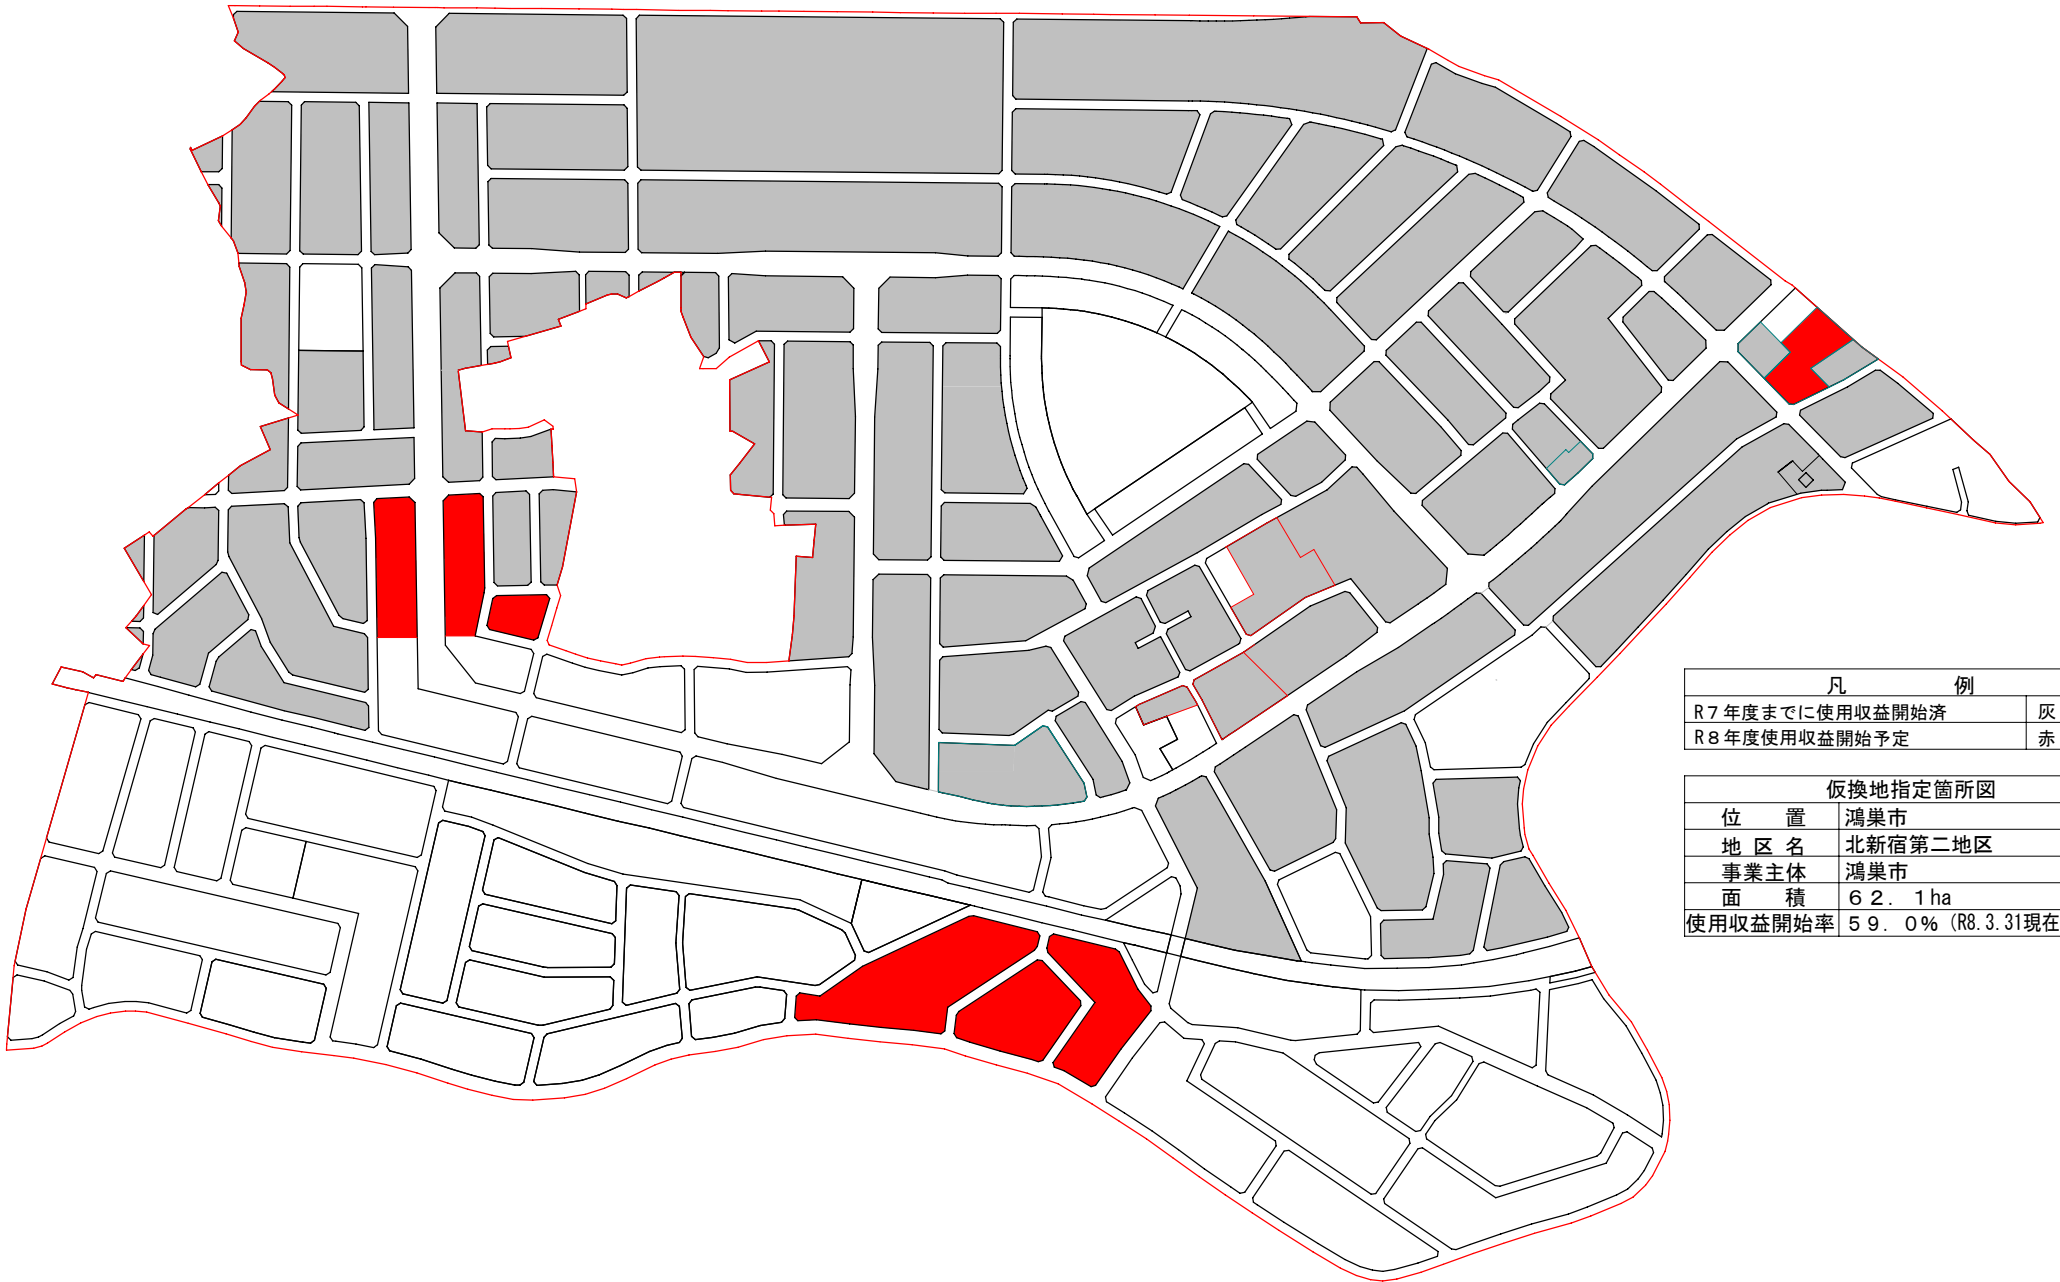 凡 例
R7年度までに使用収益開始済 灰
R8年度使用収益開始予定 赤
仮換地指定箇所図
位 置 鴻巣市
地 区 名 北新宿第二地区
事業主体 鴻巣市
面 積 62.1ha
使用収益開始率 59.0% (R8.3.31現在